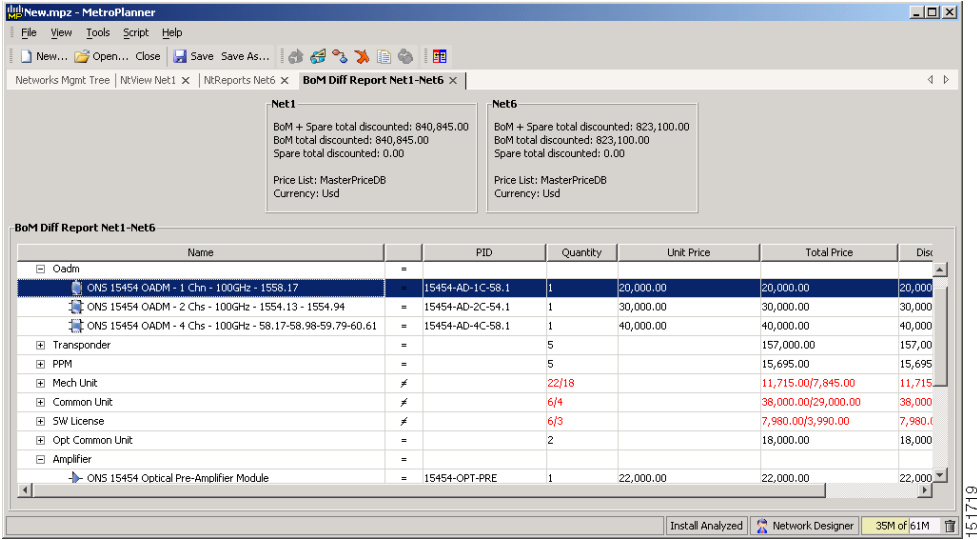 New.mpz - MetroPlanner
File View Tools Script Help
New... Open... Close Save Save As...
Networks Mgmt Tree NtView Net1 NtReports Net6 BoM Diff Report Net1-Net6
Net1
BoM + Spare total discounted: 840,845.00
BoM total discounted: 840,845.00
Spare total discounted: 0.00
Price List: MasterPriceDB
Currency: Usd
Net6
BoM + Spare total discounted: 823,100.00
BoM total discounted: 823,100.00
Spare total discounted: 0.00
Price List: MasterPriceDB
Currency: Usd
BoM Diff Report Net1-Net6
Name PID Quantity Unit Price Total Price Disc
Oadm =
ONS 15454 OADM - 1 Chn - 100GHz - 1558.17 = 15454-AD-1C-58.1 1 20,000.00 20,000.00 20,000
ONS 15454 OADM - 2 Chs - 100GHz - 1554.13 - 1554.94 = 15454-AD-2C-54.1 1 30,000.00 30,000.00 30,000
ONS 15454 OADM - 4 Chs - 100GHz - 58.17-58.98-59.79-60.61 = 15454-AD-4C-58.1 1 40,000.00 40,000.00 40,000
Transponder = 5 157,000.00 157,00
PPM = 5 15,695.00 15,695
Mech Unit ≠ 22/18 11,715.00/7,845.00 11,715
Common Unit ≠ 6/4 38,000.00/29,000.00 38,000
SW License ≠ 6/3 7,980.00/3,990.00 7,980.0
Opt Common Unit = 2 18,000.00 18,000
Amplifier =
ONS 15454 Optical Pre-Amplifier Module = 15454-OPT-PRE 1 22,000.00 22,000.00 22,000
Install Analyzed Network Designer 35M of 61M
151719